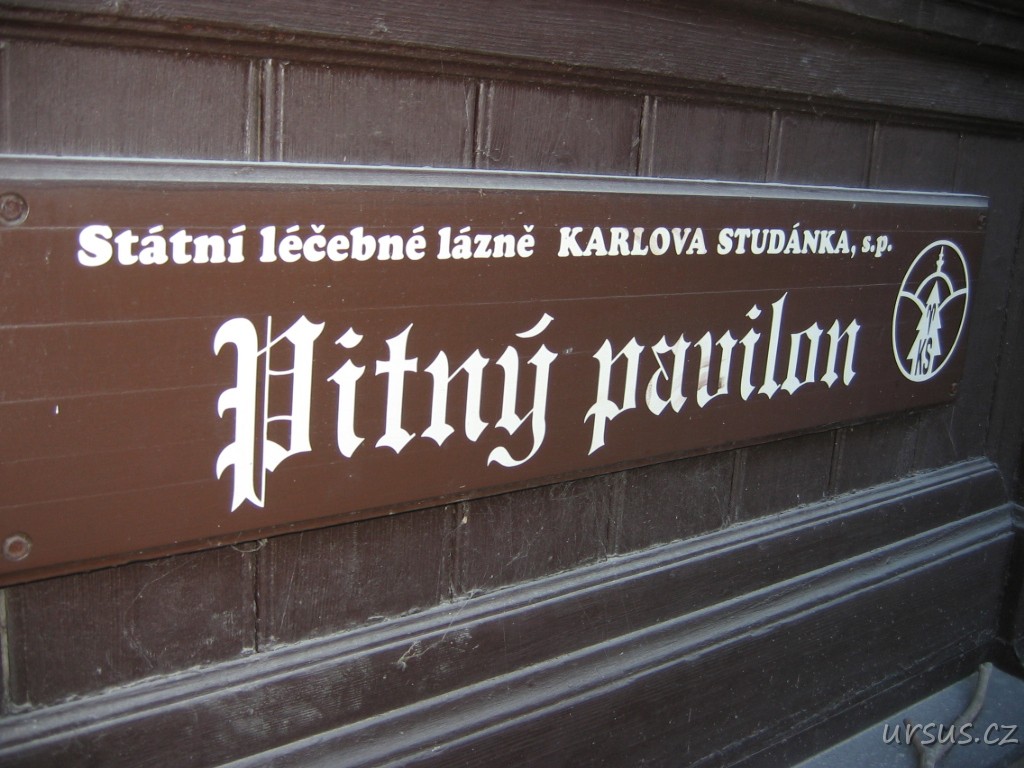 Státní léčebné lázně KARLOVA STUDÁNKA, s.p.
Pitný pavilon
KS
ursus.cz